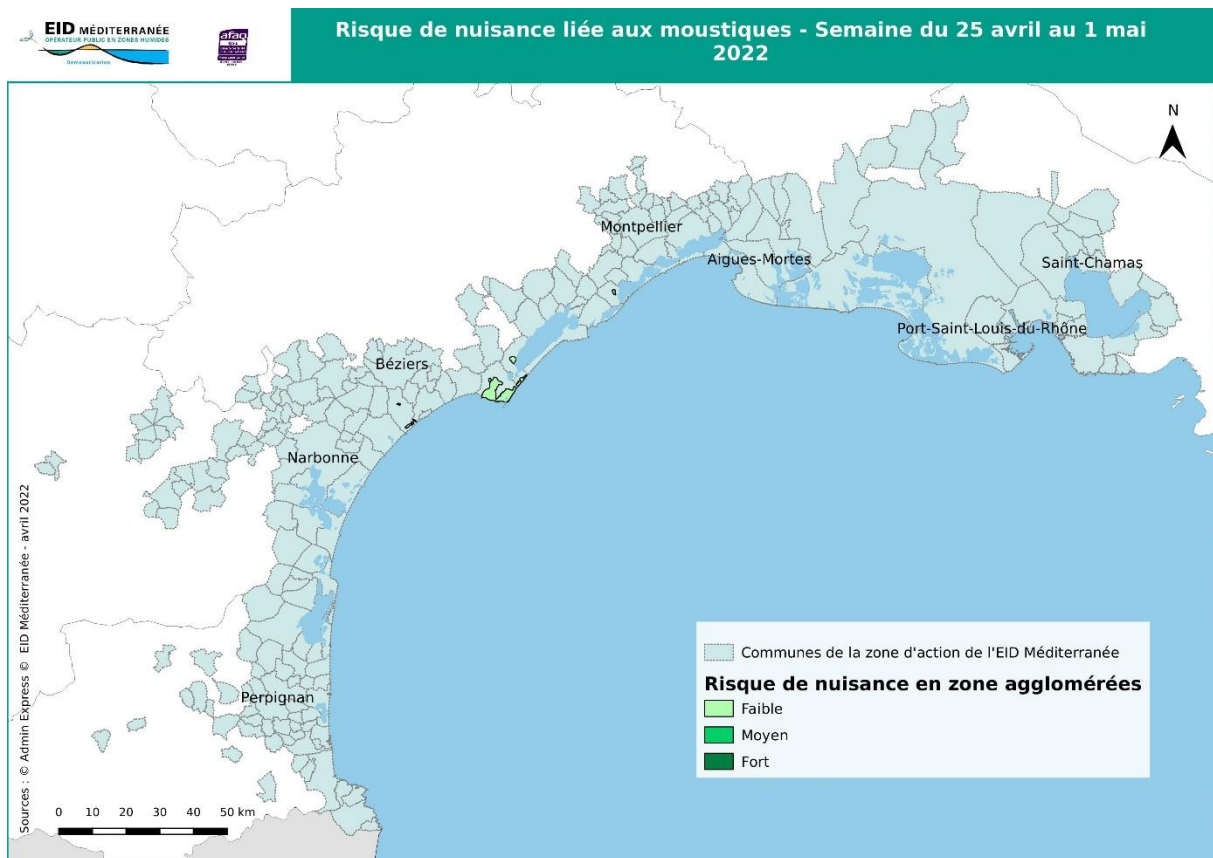 EID MÉDITERRANÉE
OPÉRATEUR PUBLIC EN ZONES HUMIDES
Démoustication
afaq
Risque de nuisance liée aux moustiques - Semaine du 25 avril au 1 mai
2022
N
Montpellier
Aigues-Mortes
Saint-Chamas
Port-Saint-Louis-du-Rhône
Béziers
Narbonne
Perpignan
Sources : © Admin Express © EID Méditerranée - avril 2022
Communes de la zone d'action de l'EID Méditerranée
Risque de nuisance en zone agglomérées
Faible
Moyen
Fort
0 10 20 30 40 50 km